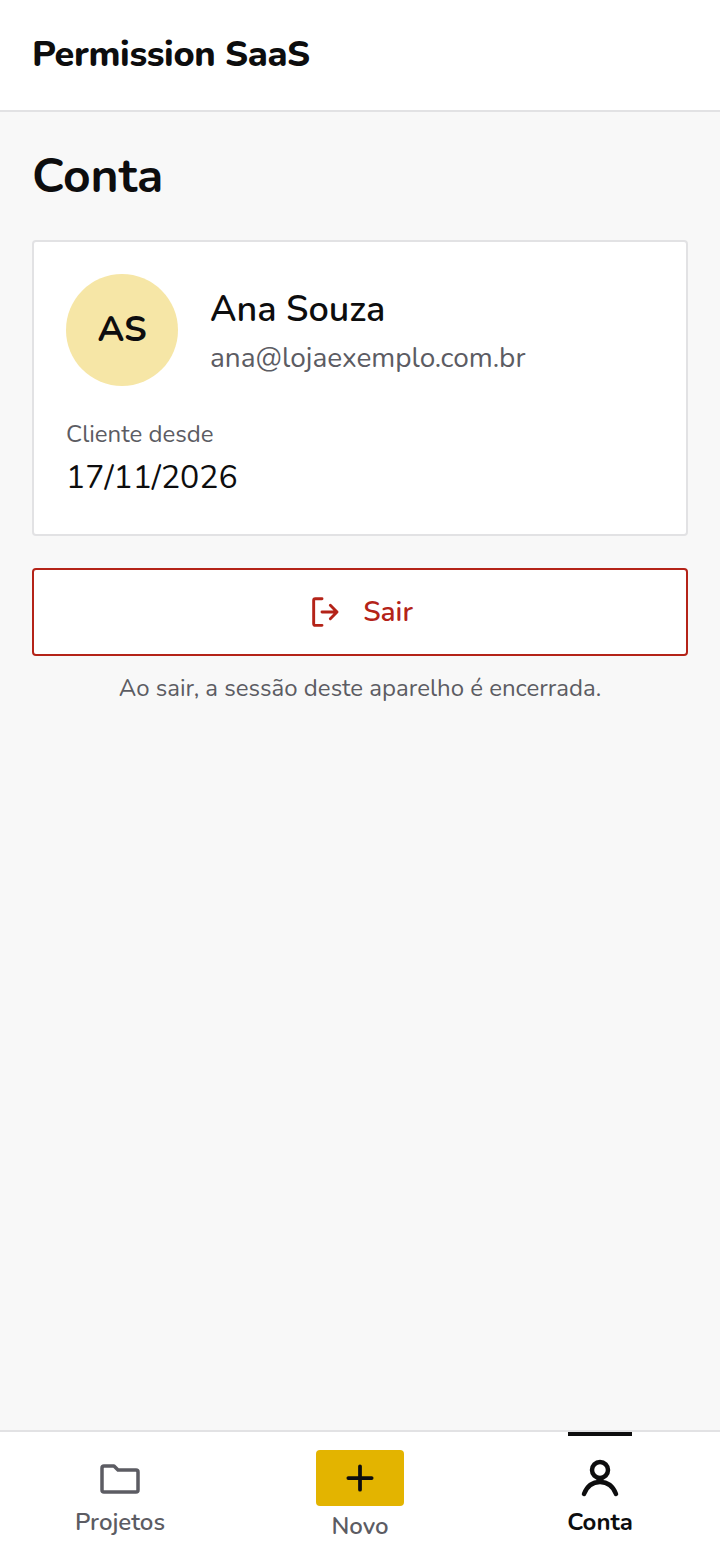 Permission SaaS
Conta
AS
Ana Souza
ana@lojaexemplo.com.br
Cliente desde
17/11/2026
Sair
Ao sair, a sessão deste aparelho é encerrada.
Projetos
Novo
Conta